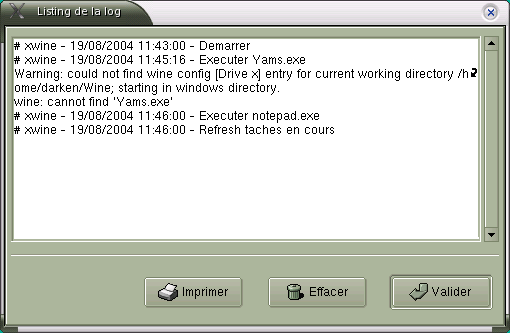 Listing de la log
# xwine - 19/08/2004 11:43:00 - Demarrer
# xwine - 19/08/2004 11:45:16 - Executer Yams.exe
Warning: could not find wine config [Drive x] entry for current working directory /h
ome/darken/Wine; starting in windows directory.
wine: cannot find 'Yams.exe'
# xwine - 19/08/2004 11:46:00 - Executer notepad.exe
# xwine - 19/08/2004 11:46:00 - Refresh taches en cours
Imprimer
Effacer
Valider